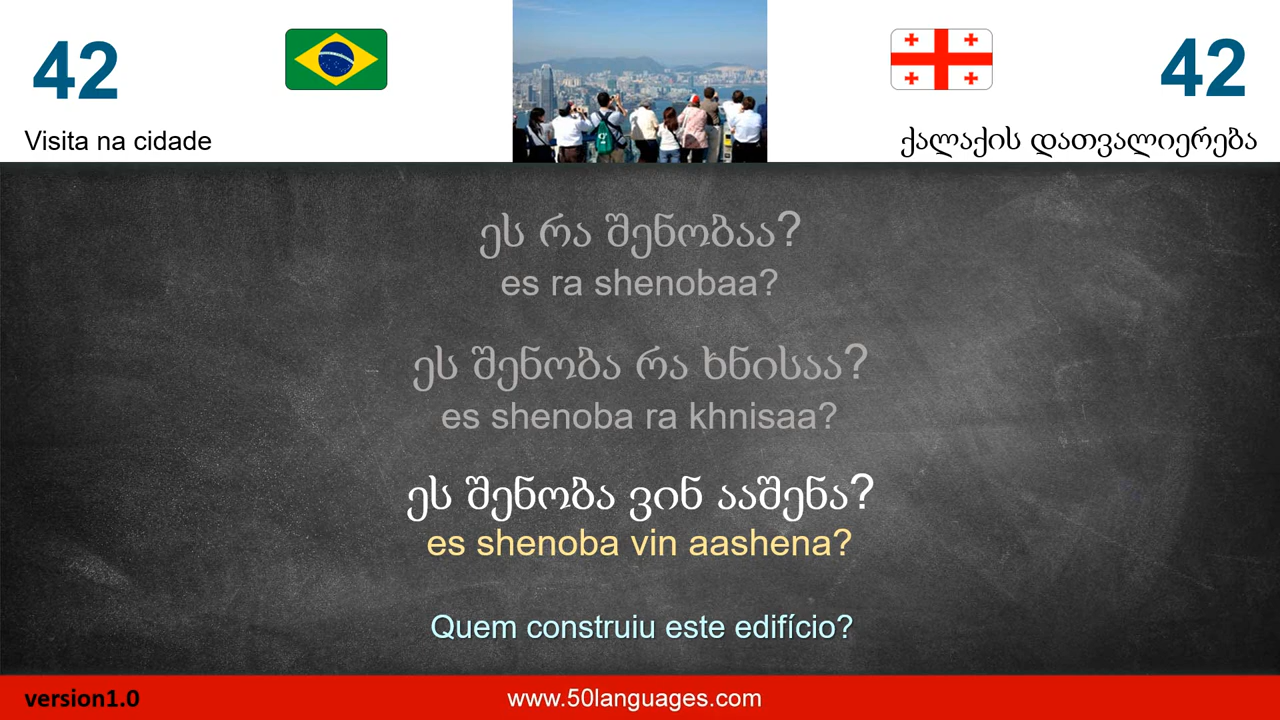 42
42
Visita na cidade
ქალაქის დათვალიერება
ეს რა შენობაა?
es ra shenobaa?
ეს შენობა რა ხნისაა?
es shenoba ra khnisaa?
ეს შენობა ვინ ააშენა?
es shenoba vin aashena?
Quem construiu este edifício?
version1.0
www.50languages.com